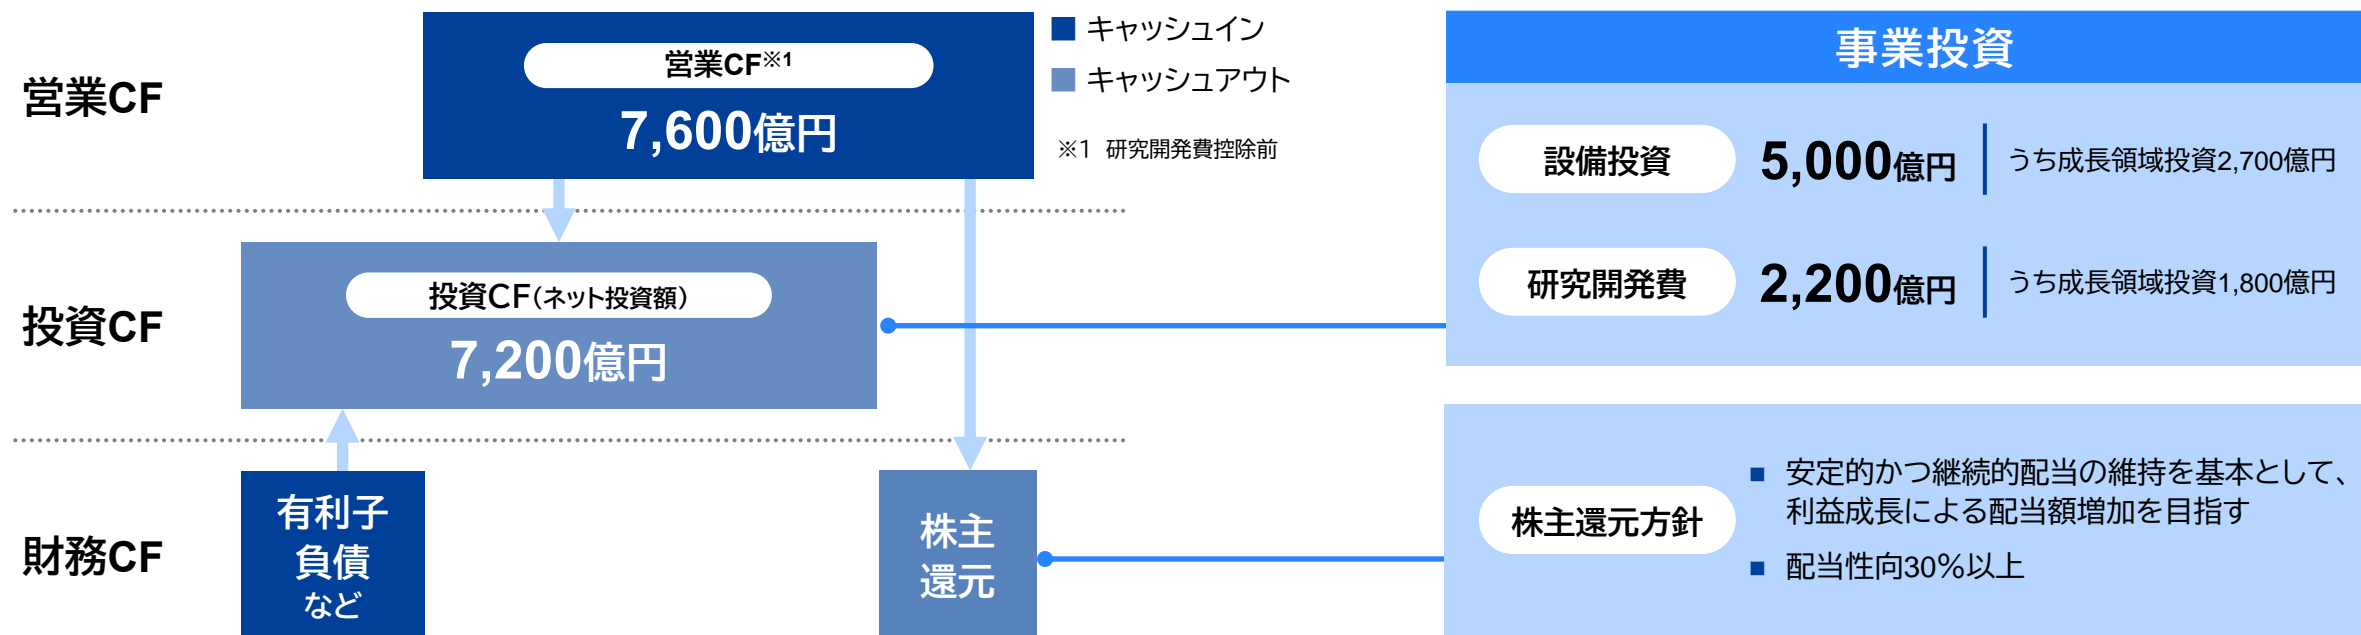 営業CF
営業CF※1
7,600億円
キャッシュイン
キャッシュアウト
※1 研究開発費控除前
投資CF
投資CF(ネット投資額)
7,200億円
財務CF
有利子
負債
など
株主
還元
事業投資
設備投資
5,000億円
うち成長領域投資2,700億円
研究開発費
2,200億円
うち成長領域投資1,800億円
株主還元方針
■ 安定的かつ継続的配当の維持を基本として、
利益成長による配当額増加を目指す
■ 配当性向30%以上